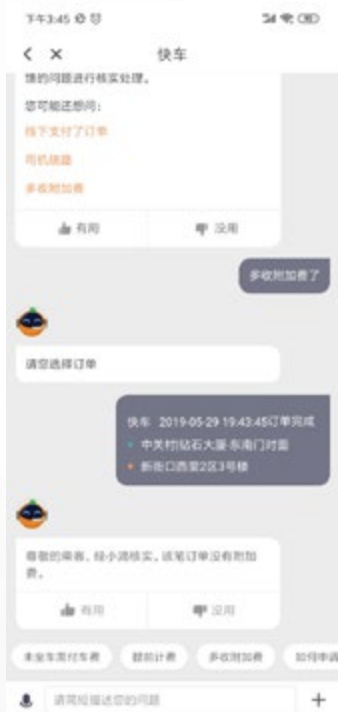 下午3:45
快车
馈的问题进行核实处理。
您可能还想问：
线下支付了订单
司机绕路
多收附加费
有用 没用
多收附加费了
请您选择订单
快车 2019-05-29 19:43:45订单完成
中关村|钻石大厦-东南门对面
新街口西里2区3号楼
尊敬的乘客，经小滴核实，该笔订单没有附加
费。
有用 没用
未坐车需付车费 提前计费 多收附加费 如何申请
请简短描述您的问题